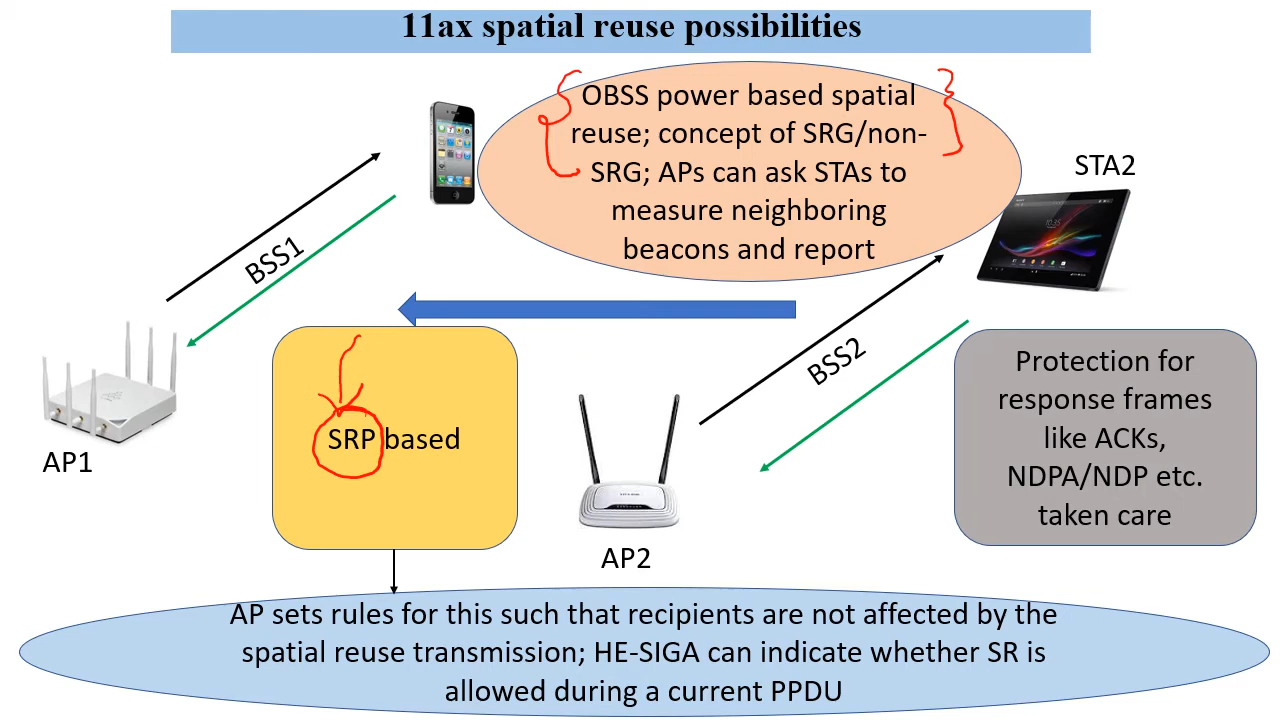 11ax spatial reuse possibilities
OBSS power based spatial
reuse; concept of SRG/non-
SRG; APs can ask STAs to
measure neighboring
beacons and report
STA2
BSS1
BSS2
AP1
SRP based
AP2
Protection for
response frames
like ACKs,
NDPA/NDP etc.
taken care
AP sets rules for this such that recipients are not affected by the
spatial reuse transmission; HE-SIGA can indicate whether SR is
allowed during a current PPDU